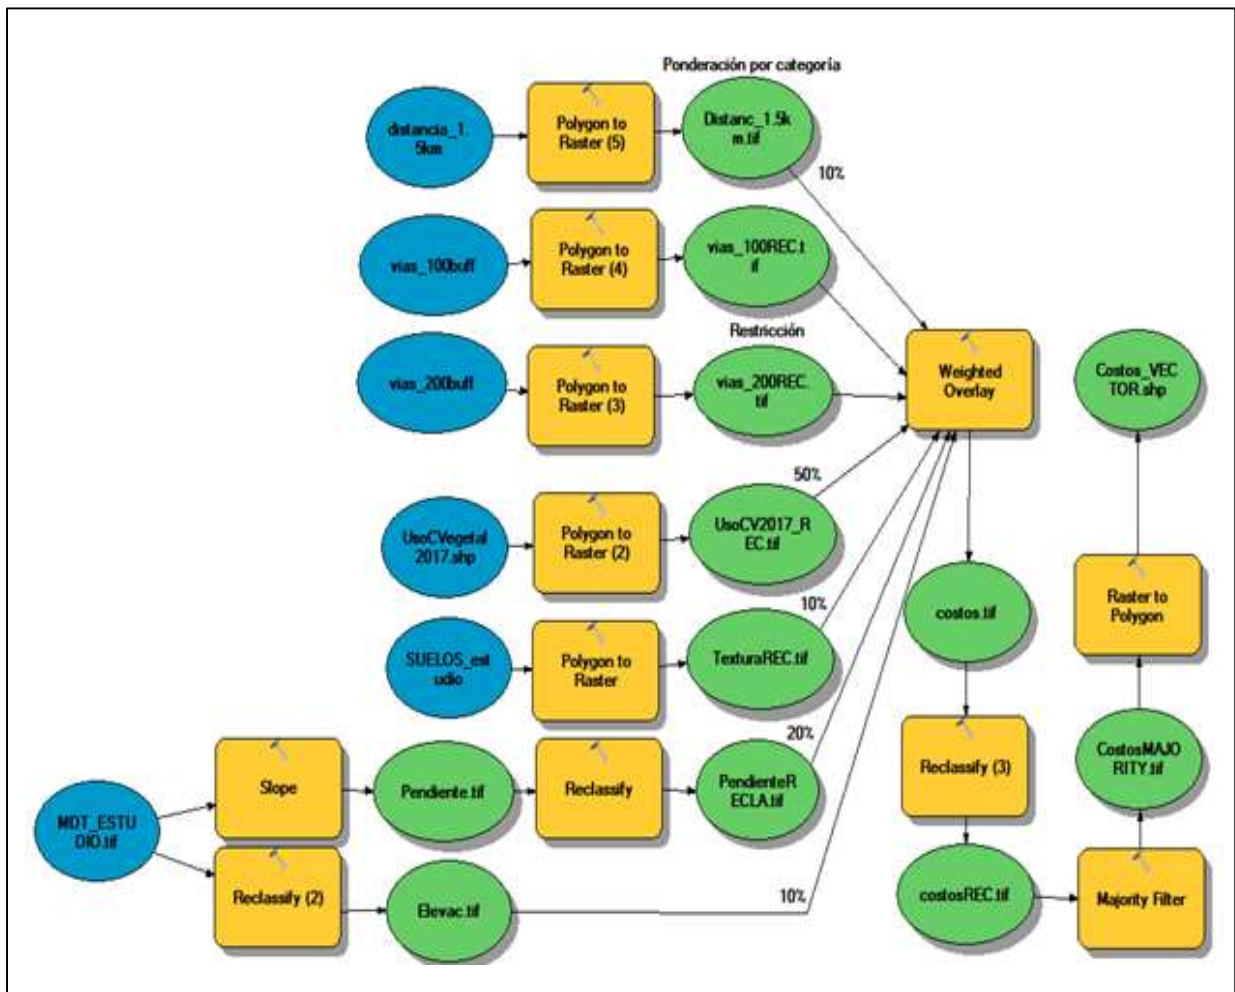 Ponderación por categoría
distancia_1.
5km
Polygon to
Raster (5)
Distanc_1.5k
m.tif
10%
vias_100buff
Polygon to
Raster (4)
vias_100REC.t
if
Restricción
vias_200buff
Polygon to
Raster (3)
vias_200REC.
tif
Weighted
Overlay
Costos_VEC
TOR.shp
50%
UsoCVegetal
2017.shp
Polygon to
Raster (2)
UsoCV2017_R
EC.tif
10%
costos.tif
Raster to
Polygon
SUELOS_est
udio
Polygon to
Raster
TexturaREC.tif
20%
Slope
Pendiente.tif
Reclassify
PendienteR
ECLA.tif
Reclassify (3)
CostosMAJO
RITY.tif
MDT_ESTU
DIO.tif
Reclassify (2)
Elevac.tif
10%
costosREC.tif
Majority Filter